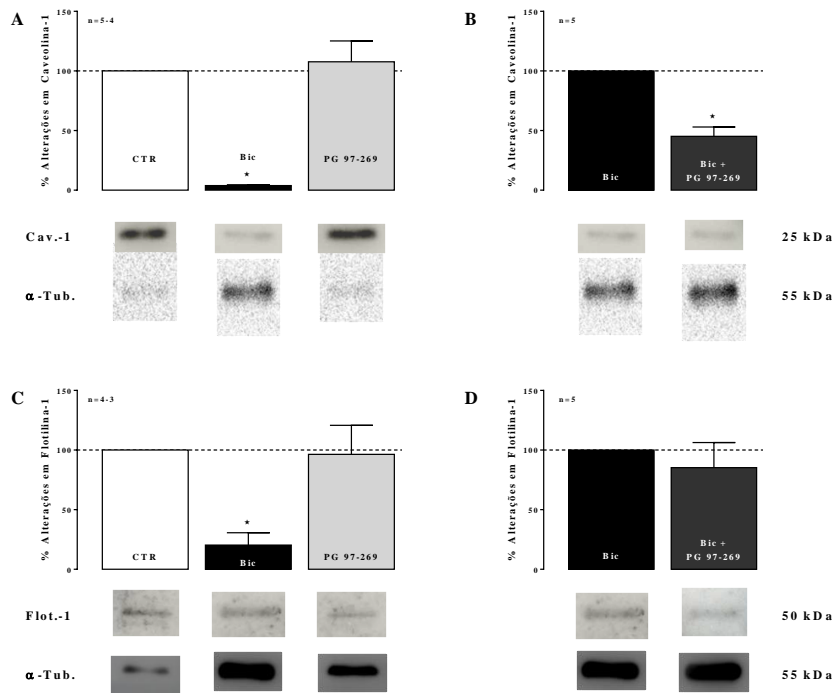 A
% Alterações em Caveolina-1
150
100
50
0
n=5-4
CTR
Bic
*
PG 97-269
B
% Alterações em Caveolina-1
150
100
50
0
n=5
Bic
*
Bic +
PG 97-269
Cav.-1
25 kDa
α-Tub.
55 kDa
C
% Alterações em Flotilina-1
150
100
50
0
n=4-3
CTR
*
Bic
PG 97-269
D
% Alterações em Flotilina-1
150
100
50
0
n=5
Bic
Bic +
PG 97-269
Flot.-1
50 kDa
α-Tub.
55 kDa